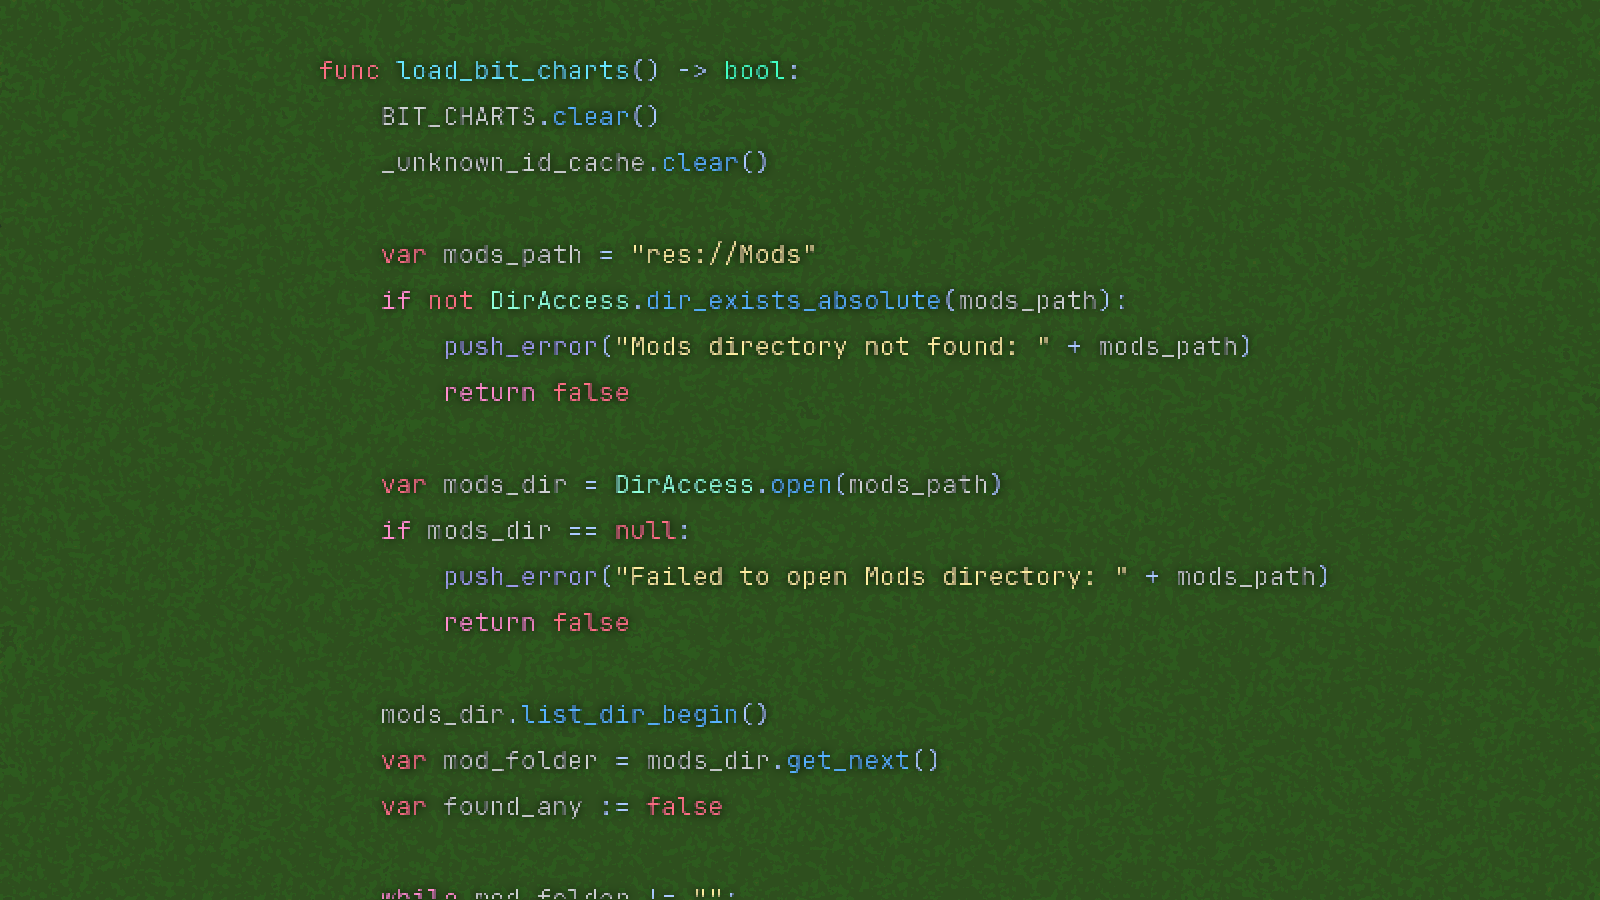 func load_bit_charts() -> bool:
    BIT_CHARTS.clear()
    _unknown_id_cache.clear()

    var mods_path = "res://Mods"
    if not DirAccess.dir_exists_absolute(mods_path):
        push_error("Mods directory not found: " + mods_path)
        return false

    var mods_dir = DirAccess.open(mods_path)
    if mods_dir == null:
        push_error("Failed to open Mods directory: " + mods_path)
        return false

    mods_dir.list_dir_begin()
    var mod_folder = mods_dir.get_next()
    var found_any := false

    while mod_folder != "":